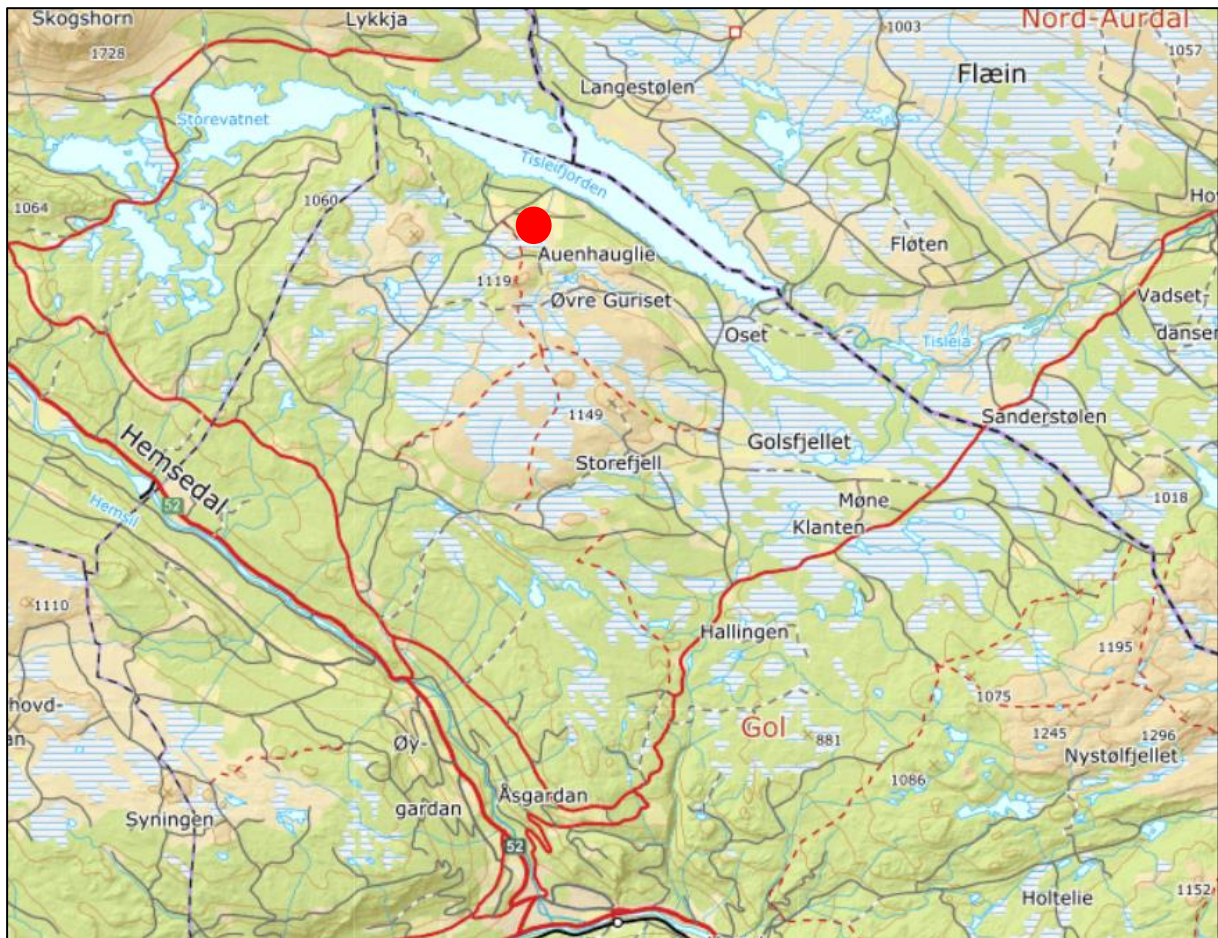 Skogshorn
Lykkja
Nord-Aurdal
1728
1003
1057
Flæin
Langestølen
Storevatnet
Tisleifjorden
1064
1060
Fløten
Auenhauglie
1119
Øvre Guriset
Vadset-
dansen
Oset
Tisleia
1149
Sanderstølen
Golsfjellet
Storefjell
Hemsedal
Hemsil
52
Møne
Klanten
1018
1110
Hallingen
1195
1075
hovd-
Gol
881
1245
1296
Nystølfjellet
Øy-
gardan
1086
Åsgardan
Syningen
52
Holtelie
1152